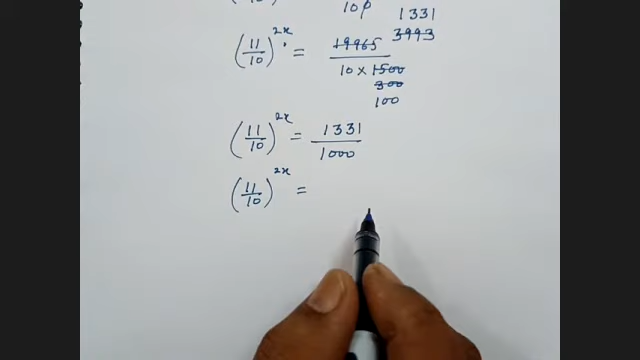 10p 1331
(11/10)^2x = 19965/10 × 1500 3993
300
100
(11/10)^2x = 1331/1000
(11/10)^2x =